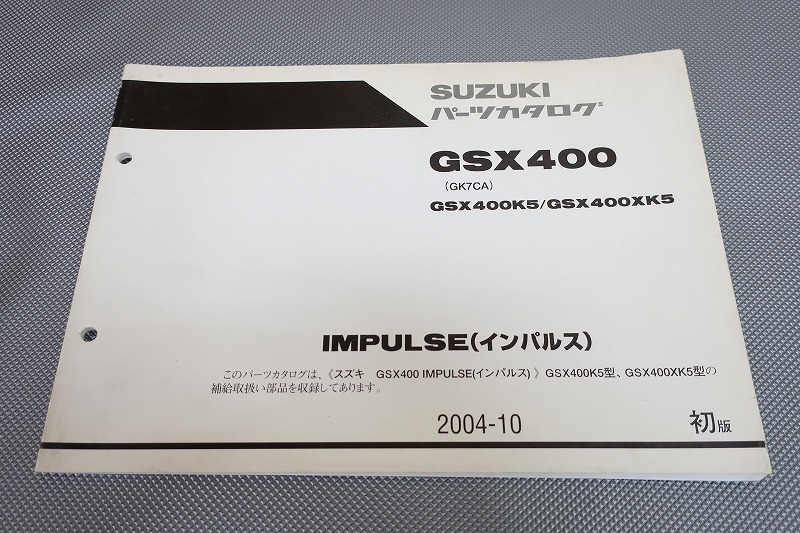 SUZUKI
パーツカタログ
GSX400
(GK7CA)
GSX400K5/GSX400XK5
IMPULSE(インパルス)
このパーツカタログは、《スズキ GSX400 IMPULSE(インパルス)》GSX400K5型、GSX400XK5型の
補給取扱い部品を収録してあります。
2004-10 初版